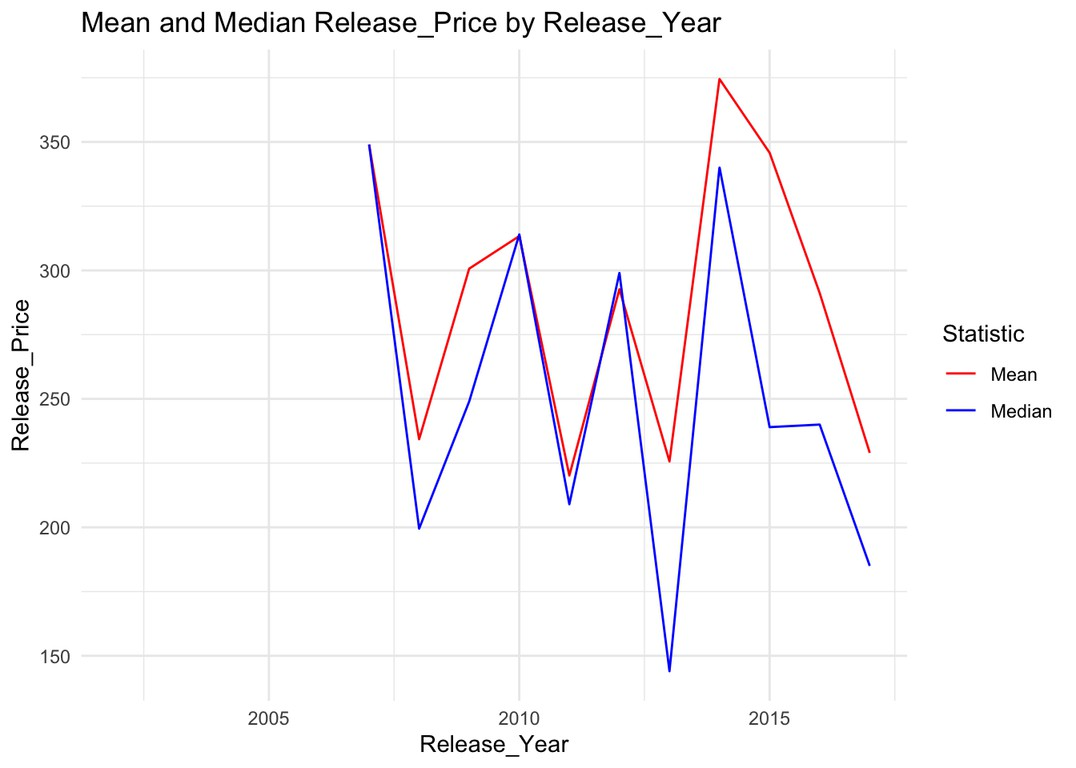 Mean and Median Release_Price by Release_Year
350
300
250
200
150
Release_Price
2005 2010 2015
Release_Year
Statistic
Mean
Median